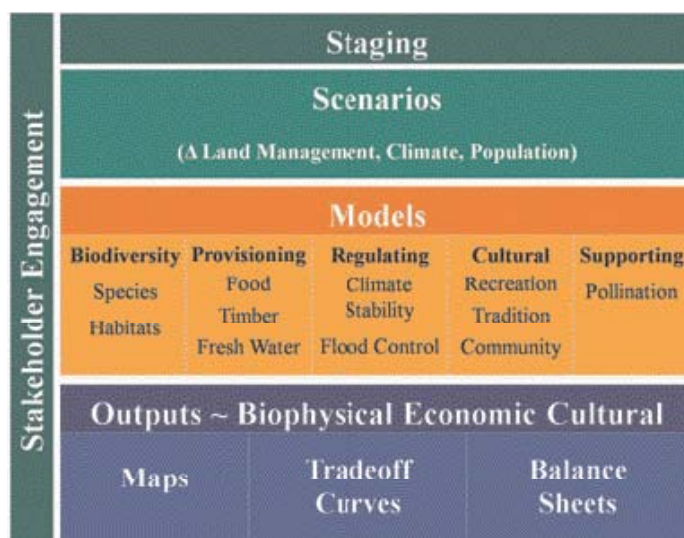 Stakeholder Engagement
Staging
Scenarios
(Δ Land Management, Climate, Population)
Models
Biodiversity
Species
Habitats
Provisioning
Food
Timber
Fresh Water
Regulating
Climate
Stability
Flood Control
Cultural
Recreation
Tradition
Community
Supporting
Pollination
Outputs ~ Biophysical Economic Cultural
Maps
Tradeoff
Curves
Balance
Sheets